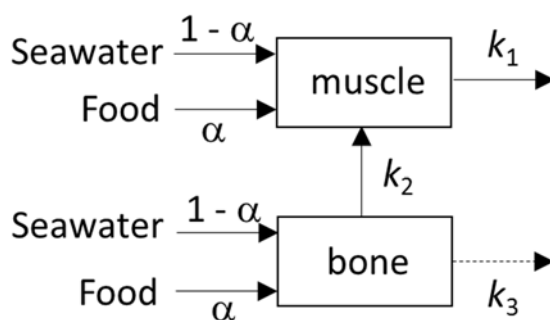 Seawater 1 - α
muscle
k1
Food α
k2
Seawater 1 - α
bone
Food α
k3